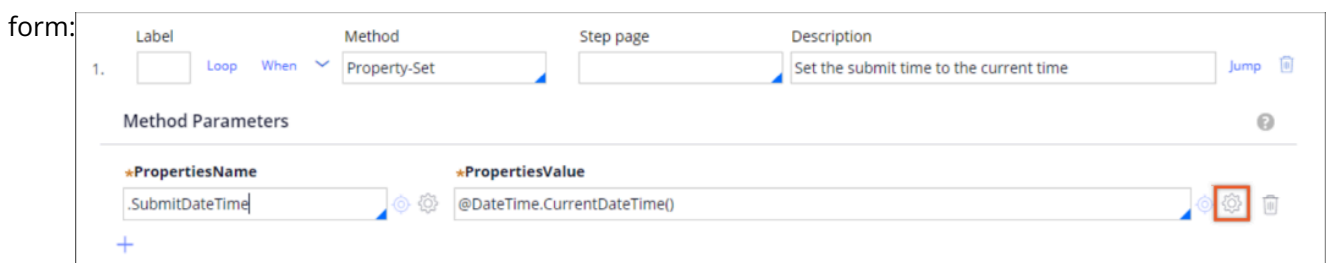 form:
Label Method Step page Description
1. Loop When Property-Set Set the submit time to the current time Jump
Method Parameters ?
*PropertiesName *PropertiesValue
.SubmitDateTime @DateTime.CurrentDateTime()
+